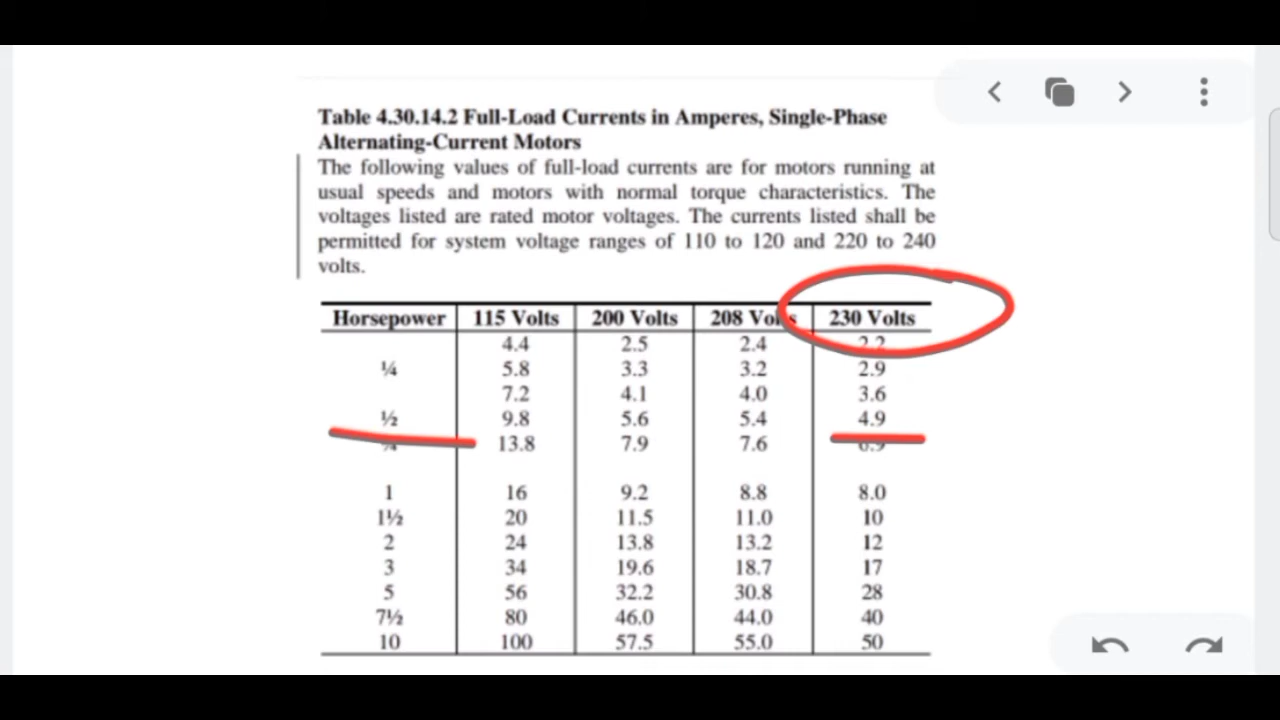 Table 4.30.14.2 Full-Load Currents in Amperes, Single-Phase
Alternating-Current Motors
The following values of full-load currents are for motors running at
usual speeds and motors with normal torque characteristics. The
voltages listed are rated motor voltages. The currents listed shall be
permitted for system voltage ranges of 110 to 120 and 220 to 240
volts.
Horsepower 115 Volts 200 Volts 208 Volts 230 Volts
4.4 2.5 2.4 2.2
¼ 5.8 3.3 3.2 2.9
7.2 4.1 4.0 3.6
½ 9.8 5.6 5.4 4.9
13.8 7.9 7.6
1 16 9.2 8.8 8.0
1½ 20 11.5 11.0 10
2 24 13.8 13.2 12
3 34 19.6 18.7 17
5 56 32.2 30.8 28
7½ 80 46.0 44.0 40
10 100 57.5 55.0 50